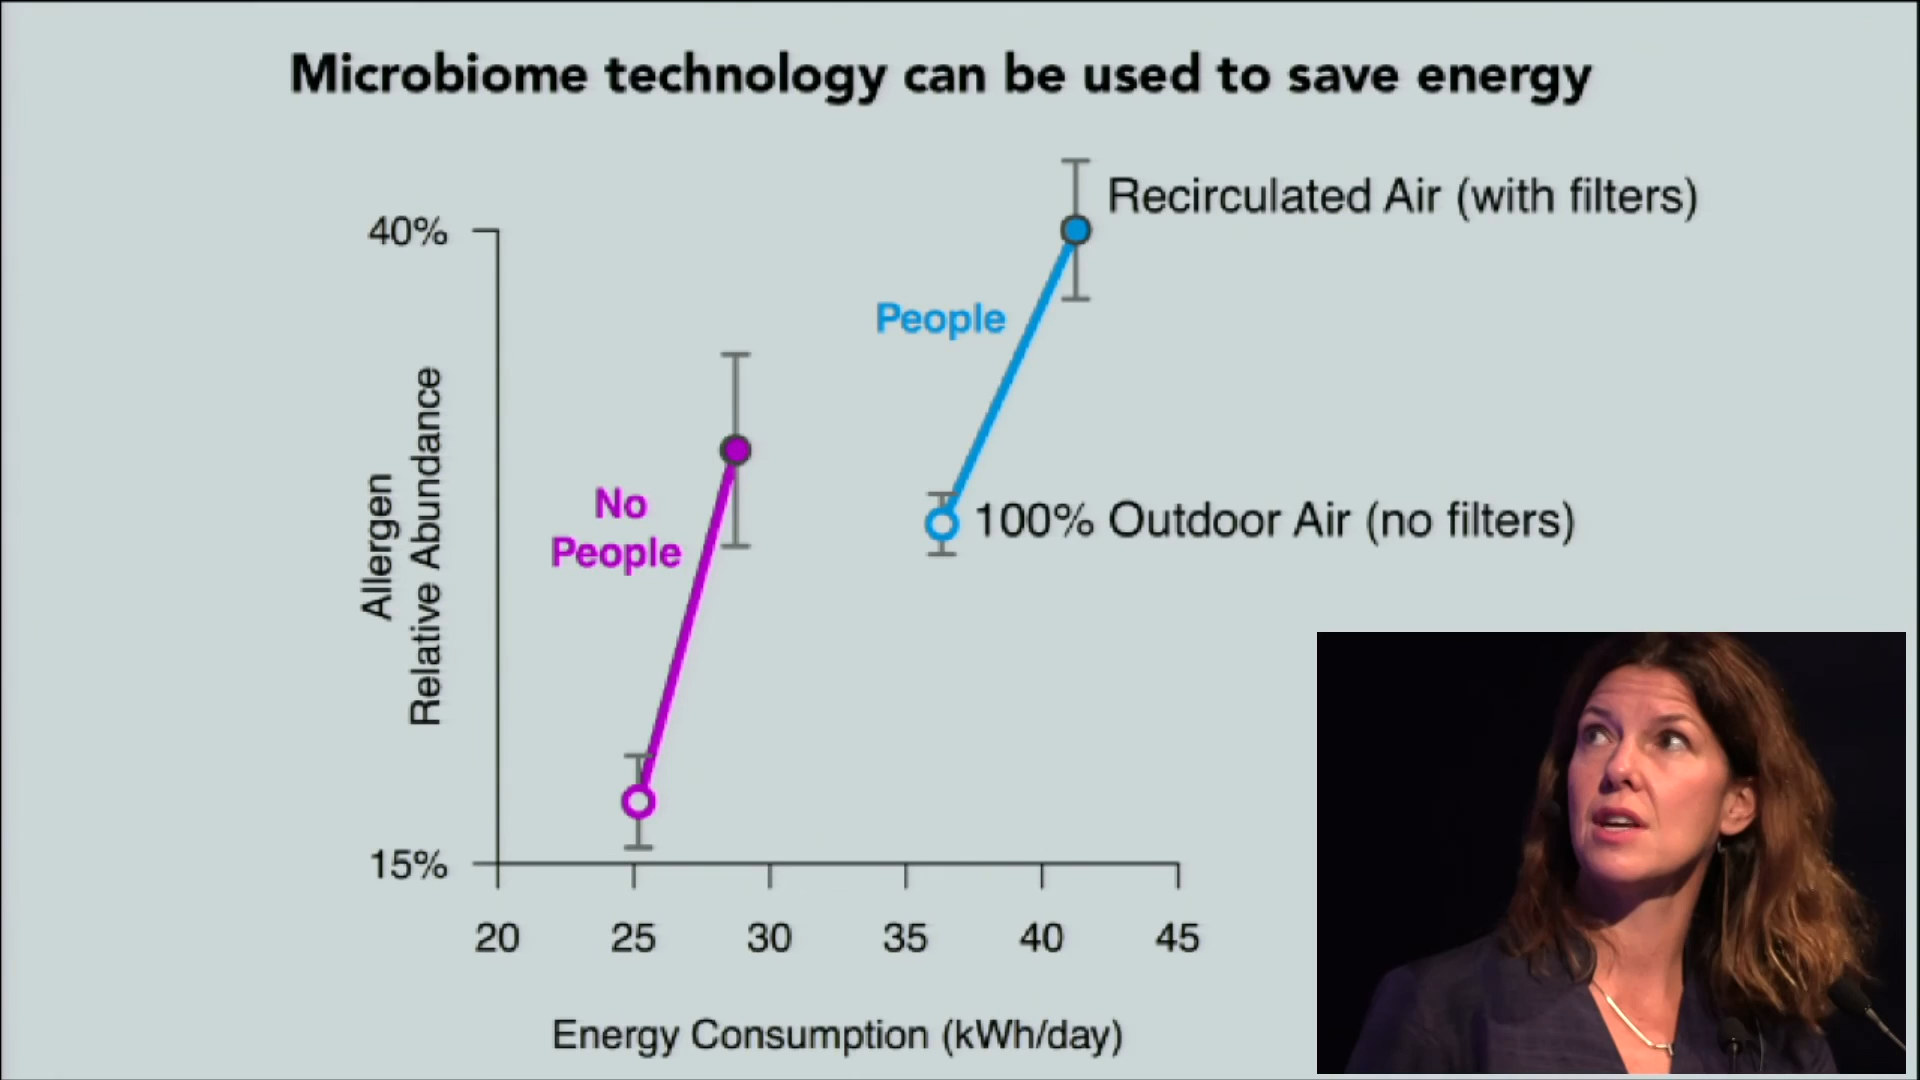 Microbiome technology can be used to save energy
Recirculated Air (with filters)
40%
People
Allergen
Relative Abundance
No
People
100% Outdoor Air (no filters)
15%
20 25 30 35 40 45
Energy Consumption (kWh/day)